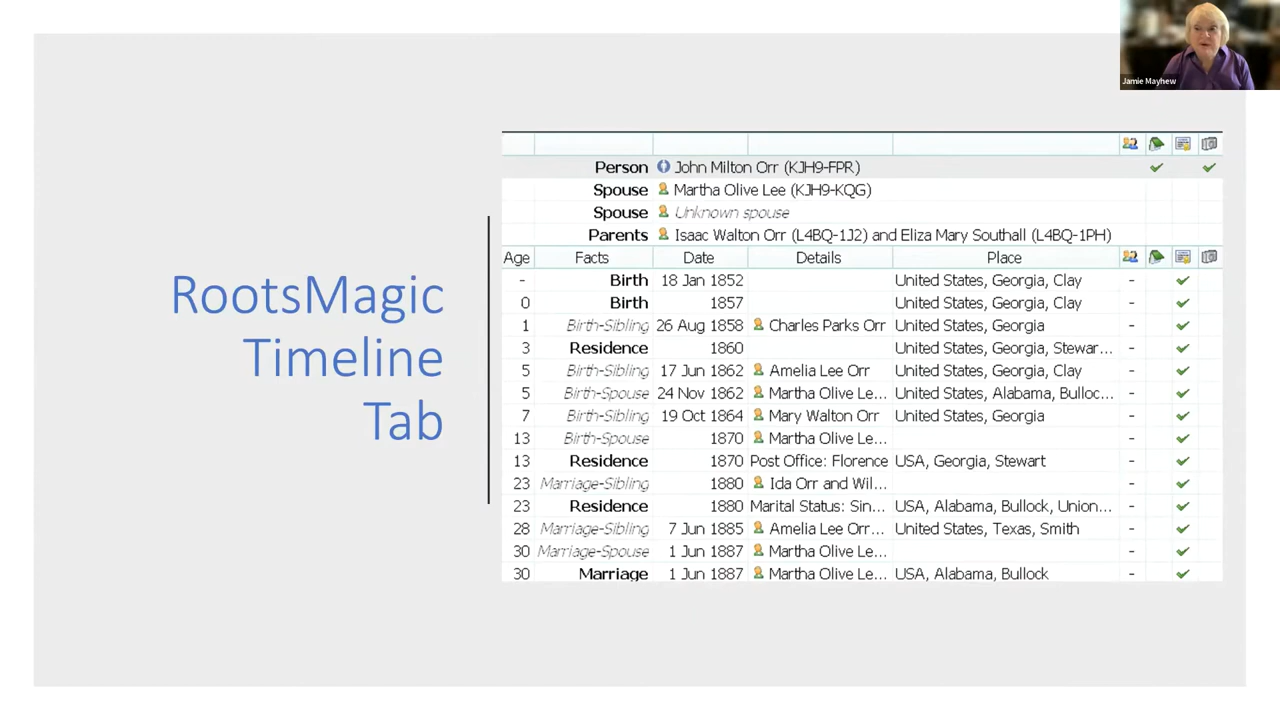 Jamie Mayhew
RootsMagic
Timeline
Tab
Person John Milton Orr (KJH9-FPR)
Spouse Martha Olive Lee (KJH9-KQG)
Spouse Unknown spouse
Parents Isaac Walton Orr (L4BQ-1J2) and Eliza Mary Southall (L4BQ-1PH)
Age Facts Date Details Place
- Birth 18 Jan 1852 United States, Georgia, Clay -
0 Birth 1857 United States, Georgia, Clay -
1 Birth-Sibling 26 Aug 1858 Charles Parks Orr United States, Georgia -
3 Residence 1860 United States, Georgia, Stewar... -
5 Birth-Sibling 17 Jun 1862 Amelia Lee Orr United States, Georgia, Clay -
5 Birth-Spouse 24 Nov 1862 Martha Olive Le... United States, Alabama, Bulloc... -
7 Birth-Sibling 19 Oct 1864 Mary Walton Orr United States, Georgia -
13 Birth-Spouse 1870 Martha Olive Le... -
13 Residence 1870 Post Office: Florence USA, Georgia, Stewart -
23 Marriage-Sibling 1880 Ida Orr and Wil... -
23 Residence 1880 Marital Status: Sin... USA, Alabama, Bullock, Union... -
28 Marriage-Sibling 7 Jun 1885 Amelia Lee Orr... United States, Texas, Smith -
30 Marriage-Spouse 1 Jun 1887 Martha Olive Le... -
30 Marriage 1 Jun 1887 Martha Olive Le... USA, Alabama, Bullock -